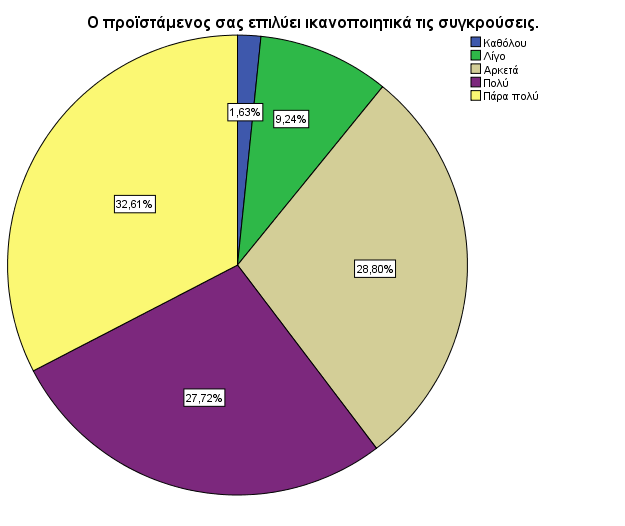 Ο προϊστάμενος σας επιλύει ικανοποιητικά τις συγκρούσεις.
Καθόλου
Λίγο
Αρκετά
Πολύ
Πάρα πολύ
1,63%
9,24%
32,61%
28,80%
27,72%